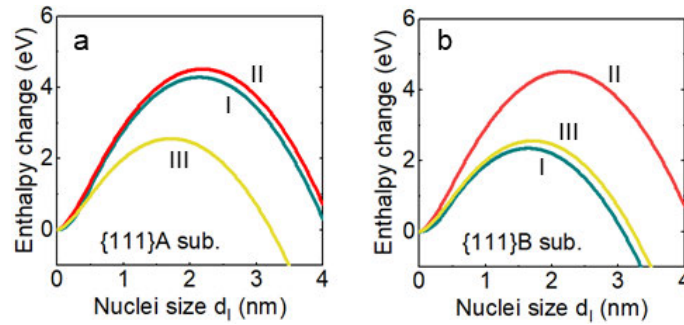 a
Enthalpy change (eV)
6
4
2
0
II
I
III
{111}A sub.
0 1 2 3 4
Nuclei size d_I (nm)
b
Enthalpy change (eV)
6
4
2
0
II
III
I
{111}B sub.
0 1 2 3 4
Nuclei size d_I (nm)